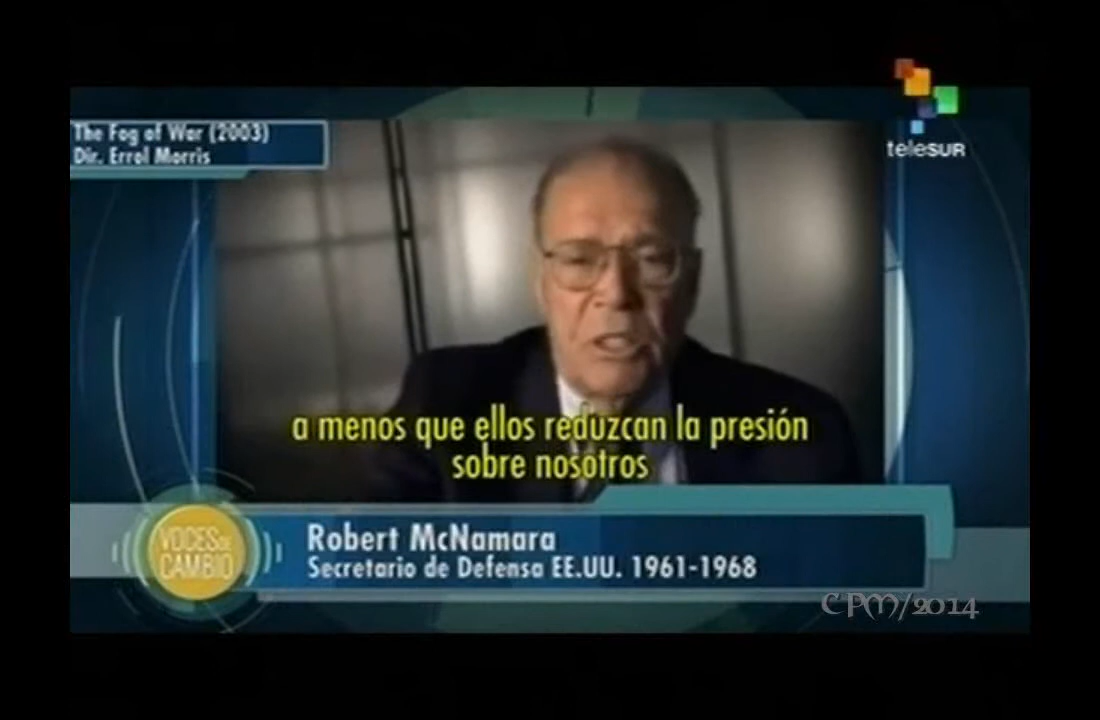 The Fog of War (2003)
Dir. Errol Morris
teleSUR
a menos que ellos reduzcan la presión
sobre nosotros
VOCES DE
CAMBIO
Robert McNamara
Secretario de Defensa EE.UU. 1961-1968
CPM/2014